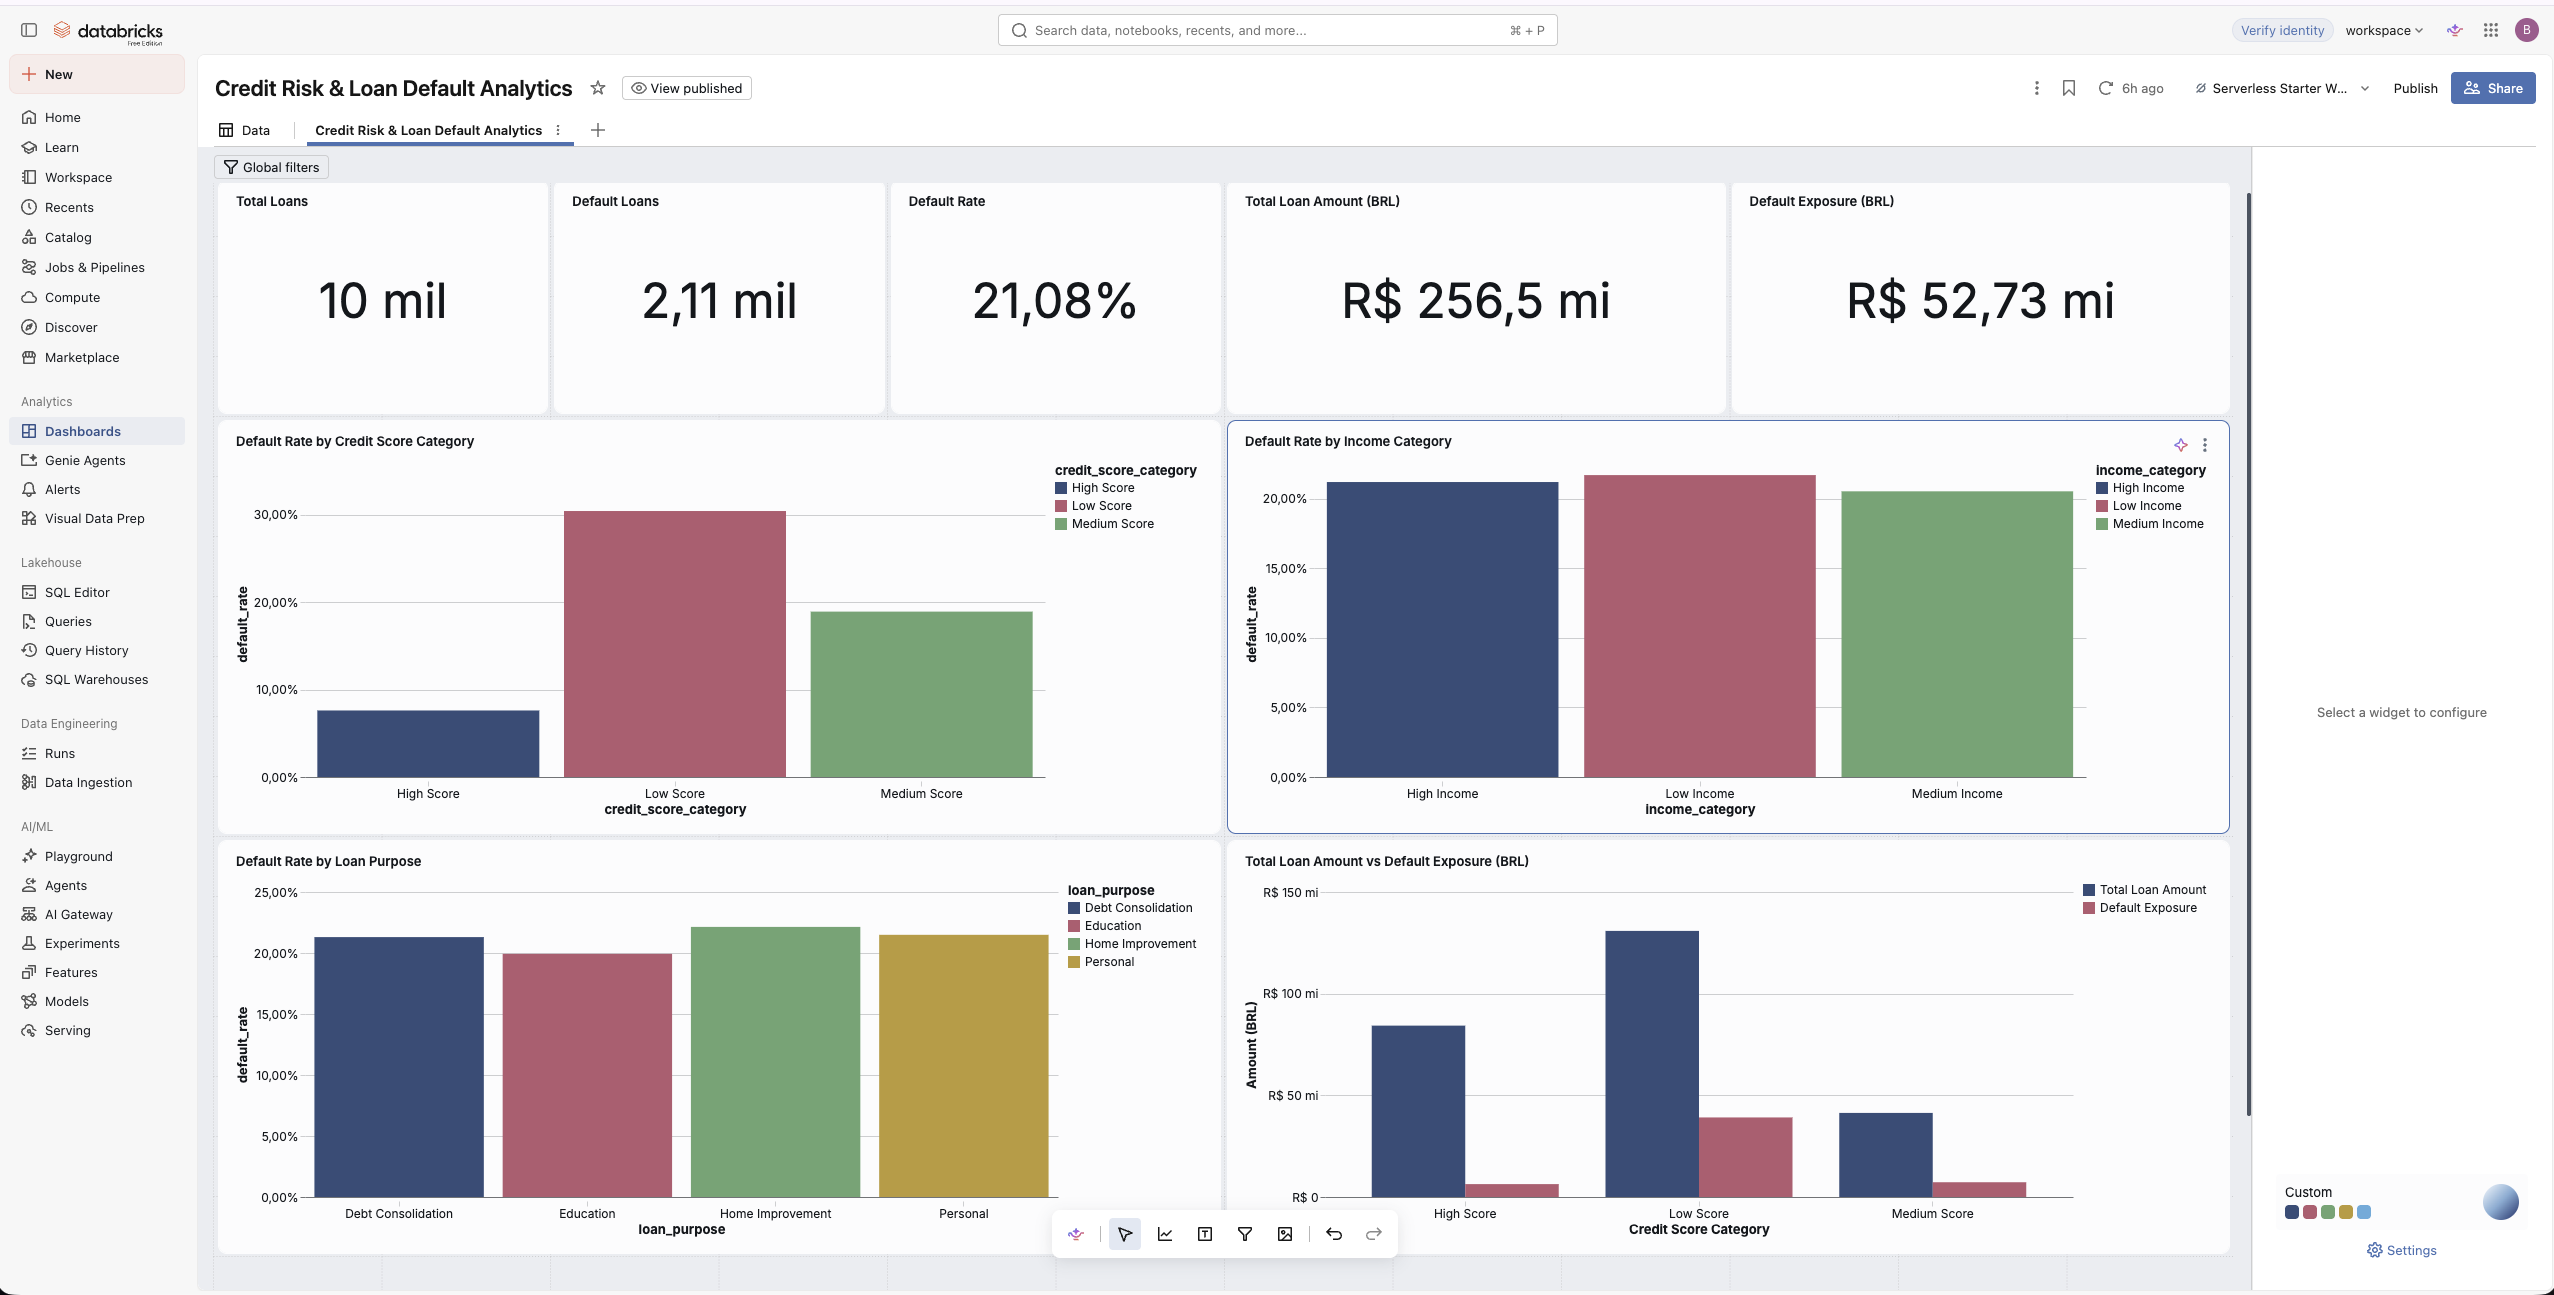 databricks
Free Edition
Search data, notebooks, recents, and more...
⌘ + P
Verify identity
workspace
B
New
Home
Learn
Workspace
Recents
Catalog
Jobs & Pipelines
Compute
Discover
Marketplace
Analytics
Dashboards
Genie Agents
Alerts
Visual Data Prep
Lakehouse
SQL Editor
Queries
Query History
SQL Warehouses
Data Engineering
Runs
Data Ingestion
AI/ML
Playground
Agents
AI Gateway
Experiments
Features
Models
Serving
Credit Risk & Loan Default Analytics
View published
6h ago
Serverless Starter W...
Publish
Share
Data
Credit Risk & Loan Default Analytics
Global filters
Total Loans
10 mil
Default Loans
2,11 mil
Default Rate
21,08%
Total Loan Amount (BRL)
R$ 256,5 mi
Default Exposure (BRL)
R$ 52,73 mi
Default Rate by Credit Score Category
default_rate
30,00%
20,00%
10,00%
0,00%
High Score
Low Score
Medium Score
credit_score_category
credit_score_category
High Score
Low Score
Medium Score
Default Rate by Income Category
default_rate
20,00%
15,00%
10,00%
5,00%
0,00%
High Income
Low Income
Medium Income
income_category
income_category
High Income
Low Income
Medium Income
Default Rate by Loan Purpose
default_rate
25,00%
20,00%
15,00%
10,00%
5,00%
0,00%
Debt Consolidation
Education
Home Improvement
Personal
loan_purpose
loan_purpose
Debt Consolidation
Education
Home Improvement
Personal
Total Loan Amount vs Default Exposure (BRL)
Amount (BRL)
R$ 150 mi
R$ 100 mi
R$ 50 mi
R$ 0
High Score
Low Score
Medium Score
Credit Score Category
Total Loan Amount
Default Exposure
Select a widget to configure
Custom
Settings